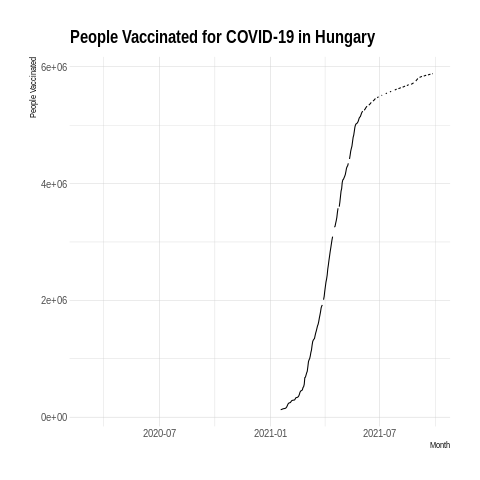 People Vaccinated for COVID-19 in Hungary
People Vaccinated
6e+06
4e+06
2e+06
0e+00
2020-07
2021-01
2021-07
Month